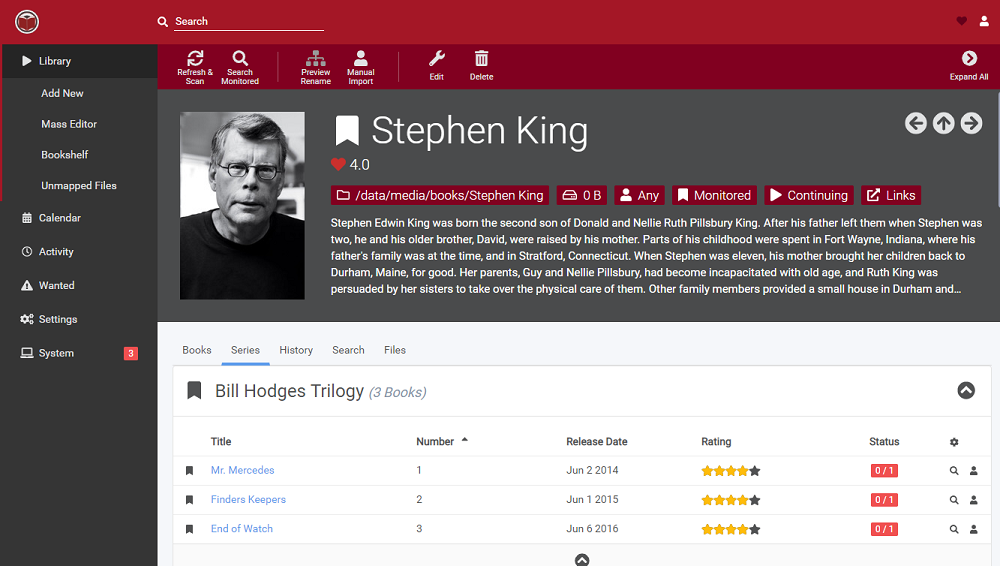 Search
Library
Add New
Mass Editor
Bookshelf
Unmapped Files
Calendar
Activity
Wanted
Settings
System 3
Refresh & Scan
Search Monitored
Preview Rename
Manual Import
Edit
Delete
Expand All
Stephen King
4.0
/data/media/books/Stephen King 0 B Any Monitored Continuing Links
Stephen Edwin King was born the second son of Donald and Nellie Ruth Pillsbury King. After his father left them when Stephen was
two, he and his older brother, David, were raised by his mother. Parts of his childhood were spent in Fort Wayne, Indiana, where his
father's family was at the time, and in Stratford, Connecticut. When Stephen was eleven, his mother brought her children back to
Durham, Maine, for good. Her parents, Guy and Nellie Pillsbury, had become incapacitated with old age, and Ruth King was
persuaded by her sisters to take over the physical care of them. Other family members provided a small house in Durham and…
Books Series History Search Files
Bill Hodges Trilogy (3 Books)
Title Number Release Date Rating Status
Mr. Mercedes 1 Jun 2 2014 0 / 1
Finders Keepers 2 Jun 1 2015 0 / 1
End of Watch 3 Jun 6 2016 0 / 1